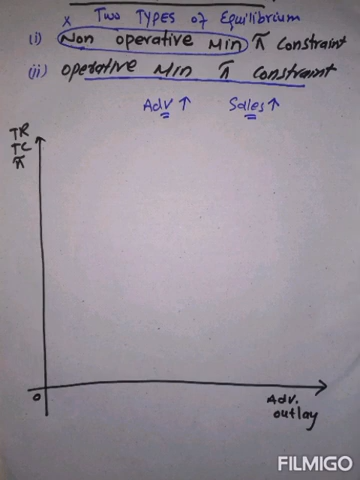 x Two Types of Equilibrium
(i) Non operative Min π Constraint
(ii) operative Min π constraint
Adv ↑ Sales ↑
TR
TC
π
0
Adv.
outlay
FILMIGO